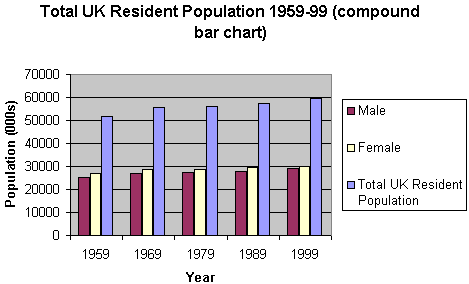 Total UK Resident Population 1959-99 (compound
bar chart)
70000
60000
50000
40000
30000
20000
10000
0
Population (000s)
1959 1969 1979 1989 1999
Year
Male
Female
Total UK Resident
Population